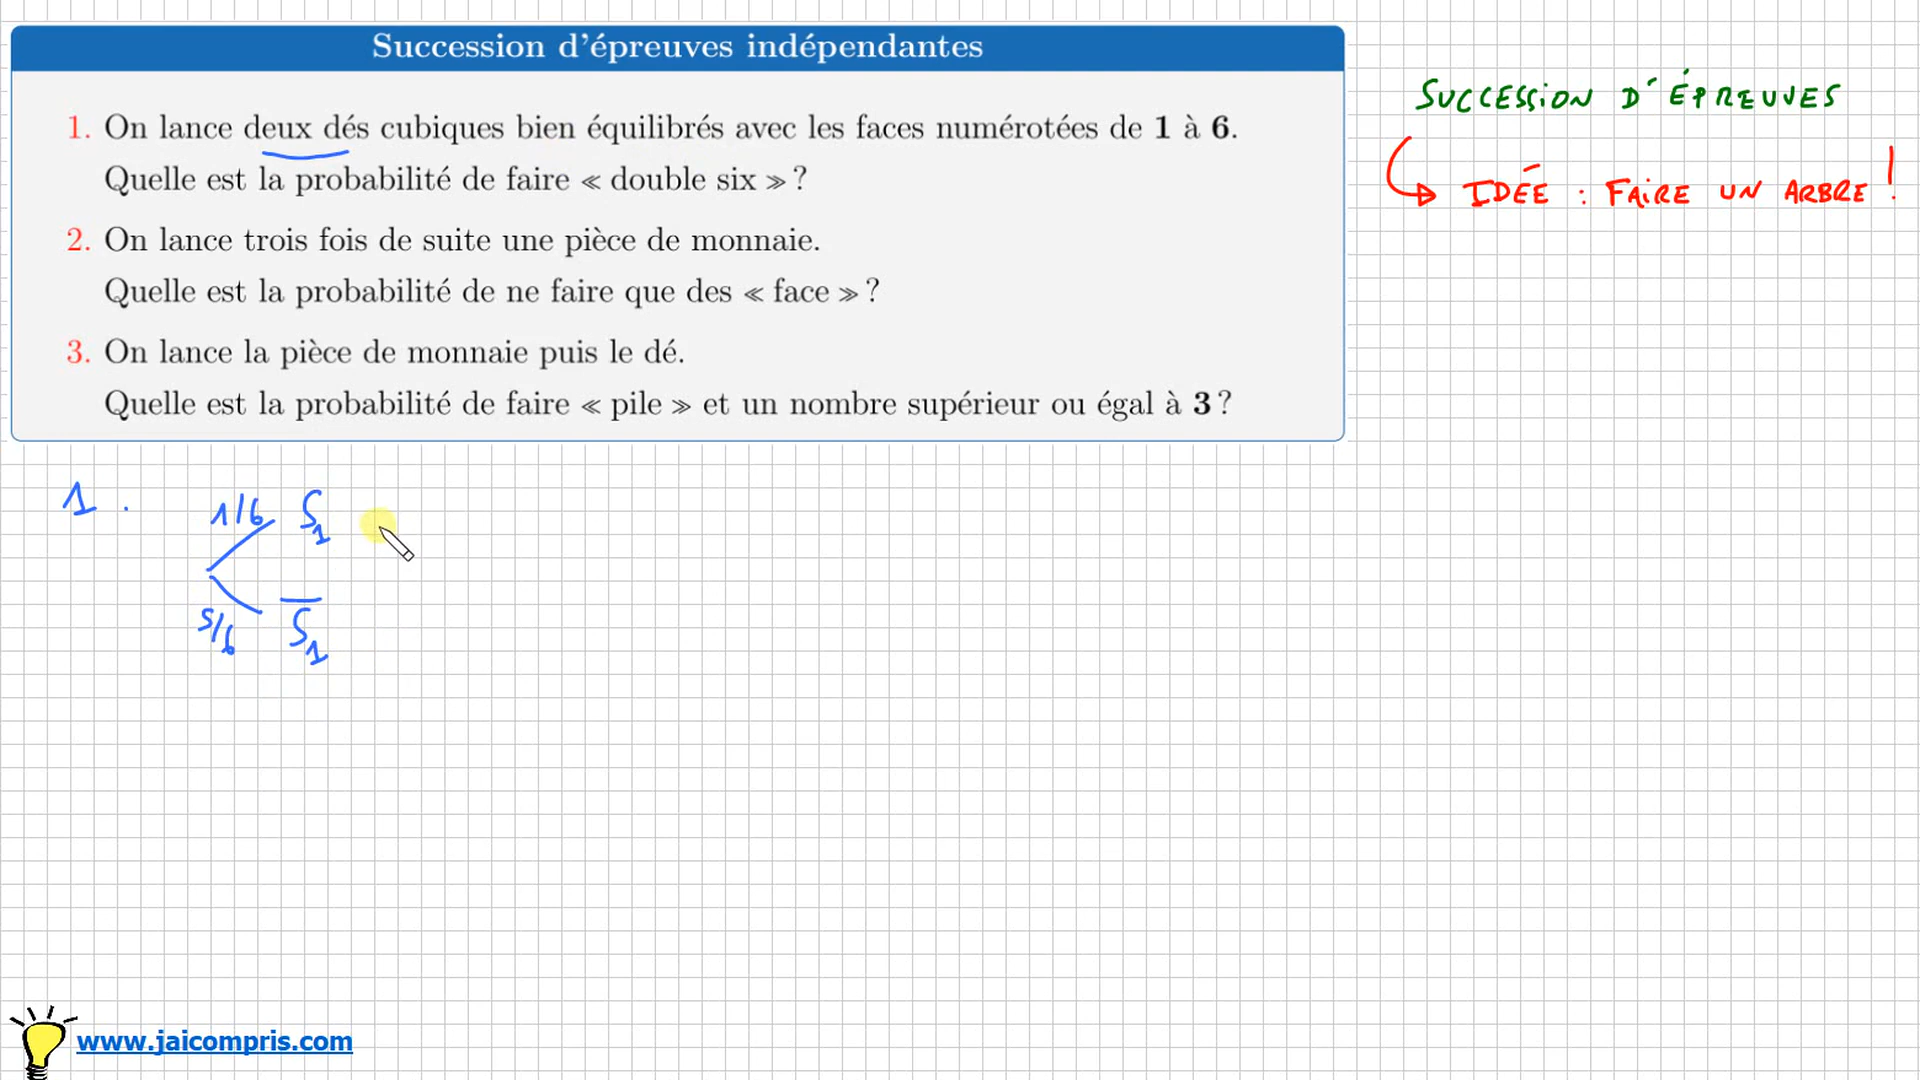 Succession d'épreuves indépendantes
1. On lance deux dés cubiques bien équilibrés avec les faces numérotées de 1 à 6.
Quelle est la probabilité de faire ≪ double six ≫ ?
2. On lance trois fois de suite une pièce de monnaie.
Quelle est la probabilité de ne faire que des ≪ face ≫ ?
3. On lance la pièce de monnaie puis le dé.
Quelle est la probabilité de faire ≪ pile ≫ et un nombre supérieur ou égal à 3 ?
SUCCESSION D'ÉPREUVES
IDÉE : FAIRE UN ARBRE !
1. 1/6 S₁
5/6 S̅₁
www.jaicompris.com